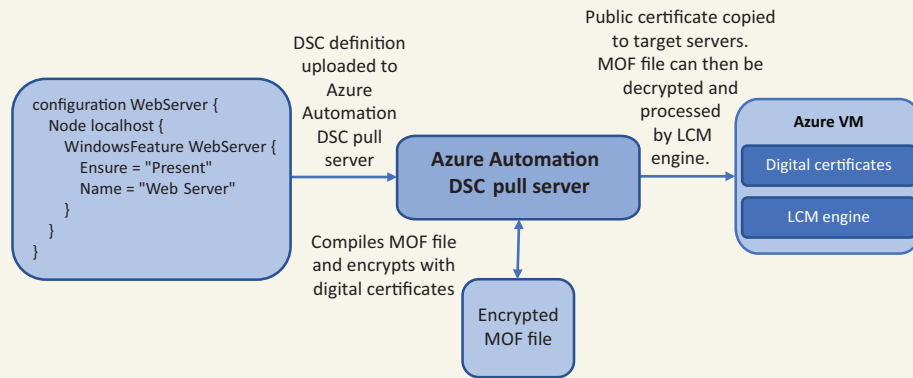 configuration WebServer {
Node localhost {
WindowsFeature WebServer {
Ensure = "Present"
Name = "Web Server"
}
}
}
DSC definition
uploaded to
Azure
Automation
DSC pull
server
Azure Automation
DSC pull server
Compiles MOF file
and encrypts with
digital certificates
Encrypted
MOF file
Public certificate copied
to target servers.
MOF file can then be
decrypted and
processed
by LCM
engine.
Azure VM
Digital certificates
LCM engine